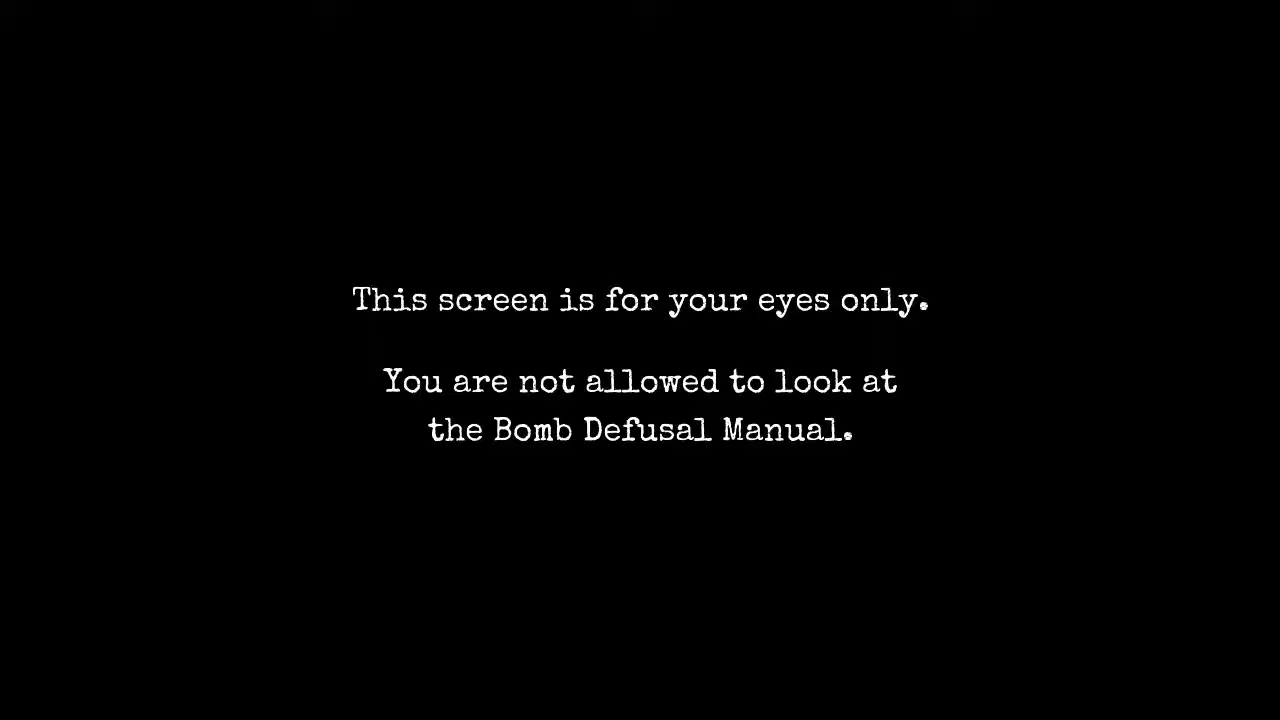 This screen is for your eyes only.
You are not allowed to look at
the Bomb Defusal Manual.